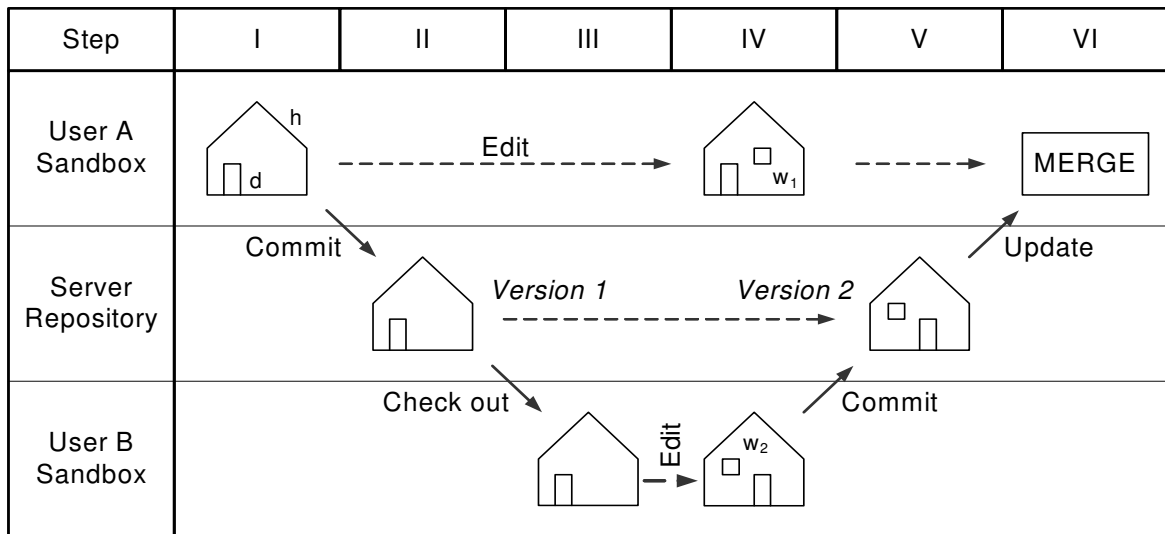 Step
I
II
III
IV
V
VI
User A
Sandbox
h
d
Edit
w1
MERGE
Commit
Update
Server
Repository
Version 1
Version 2
Check out
Commit
User B
Sandbox
Edit
w2